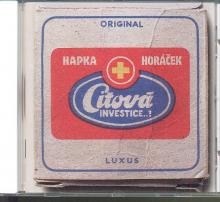 ORIGINAL
HAPKA HORÁČEK
Citová
INVESTICE..!
LUXUS